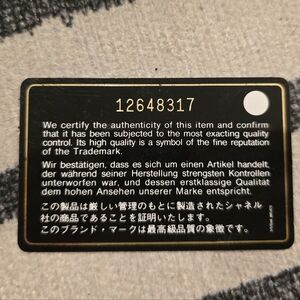 12648317
We certify the authenticity of this item and confirm
that it has been subjected to the most exacting quality
control. Its high quality is a symbol of the fine reputation
of the Trademark.
Wir bestätigen, dass es sich um einen Artikel handelt,
der während seiner Herstellung strengsten Kontrollen
unterworfen war, und dessen erstklassige Qualität
dem hohen Ansehen unserer Marke entspricht.
この製品は厳しい管理のもとに製造されたシャネル
社の商品であることを証明いたします。
このブランド・マークは最高級品質の象徴です。